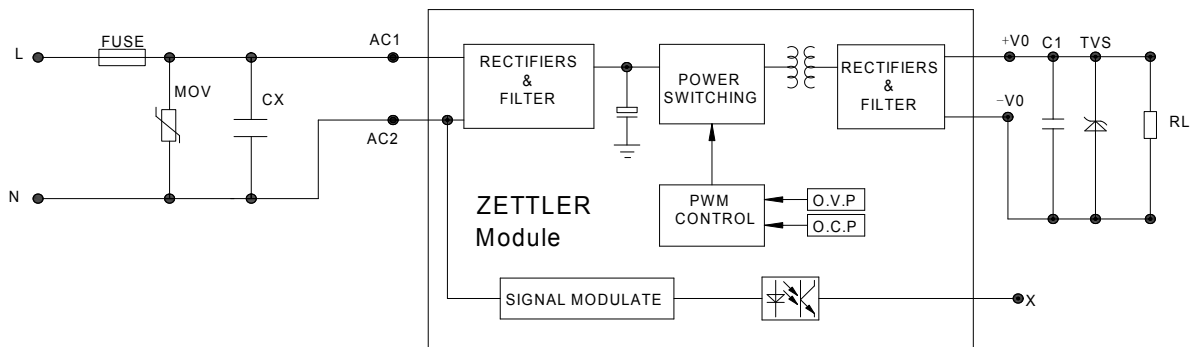 L
FUSE
MOV
CX
N
AC1
AC2
RECTIFIERS
&
FILTER
POWER
SWITCHING
RECTIFIERS
&
FILTER
PWM
CONTROL
O.V.P
O.C.P
ZETTLER
Module
SIGNAL MODULATE
+V0
C1
TVS
−V0
RL
X